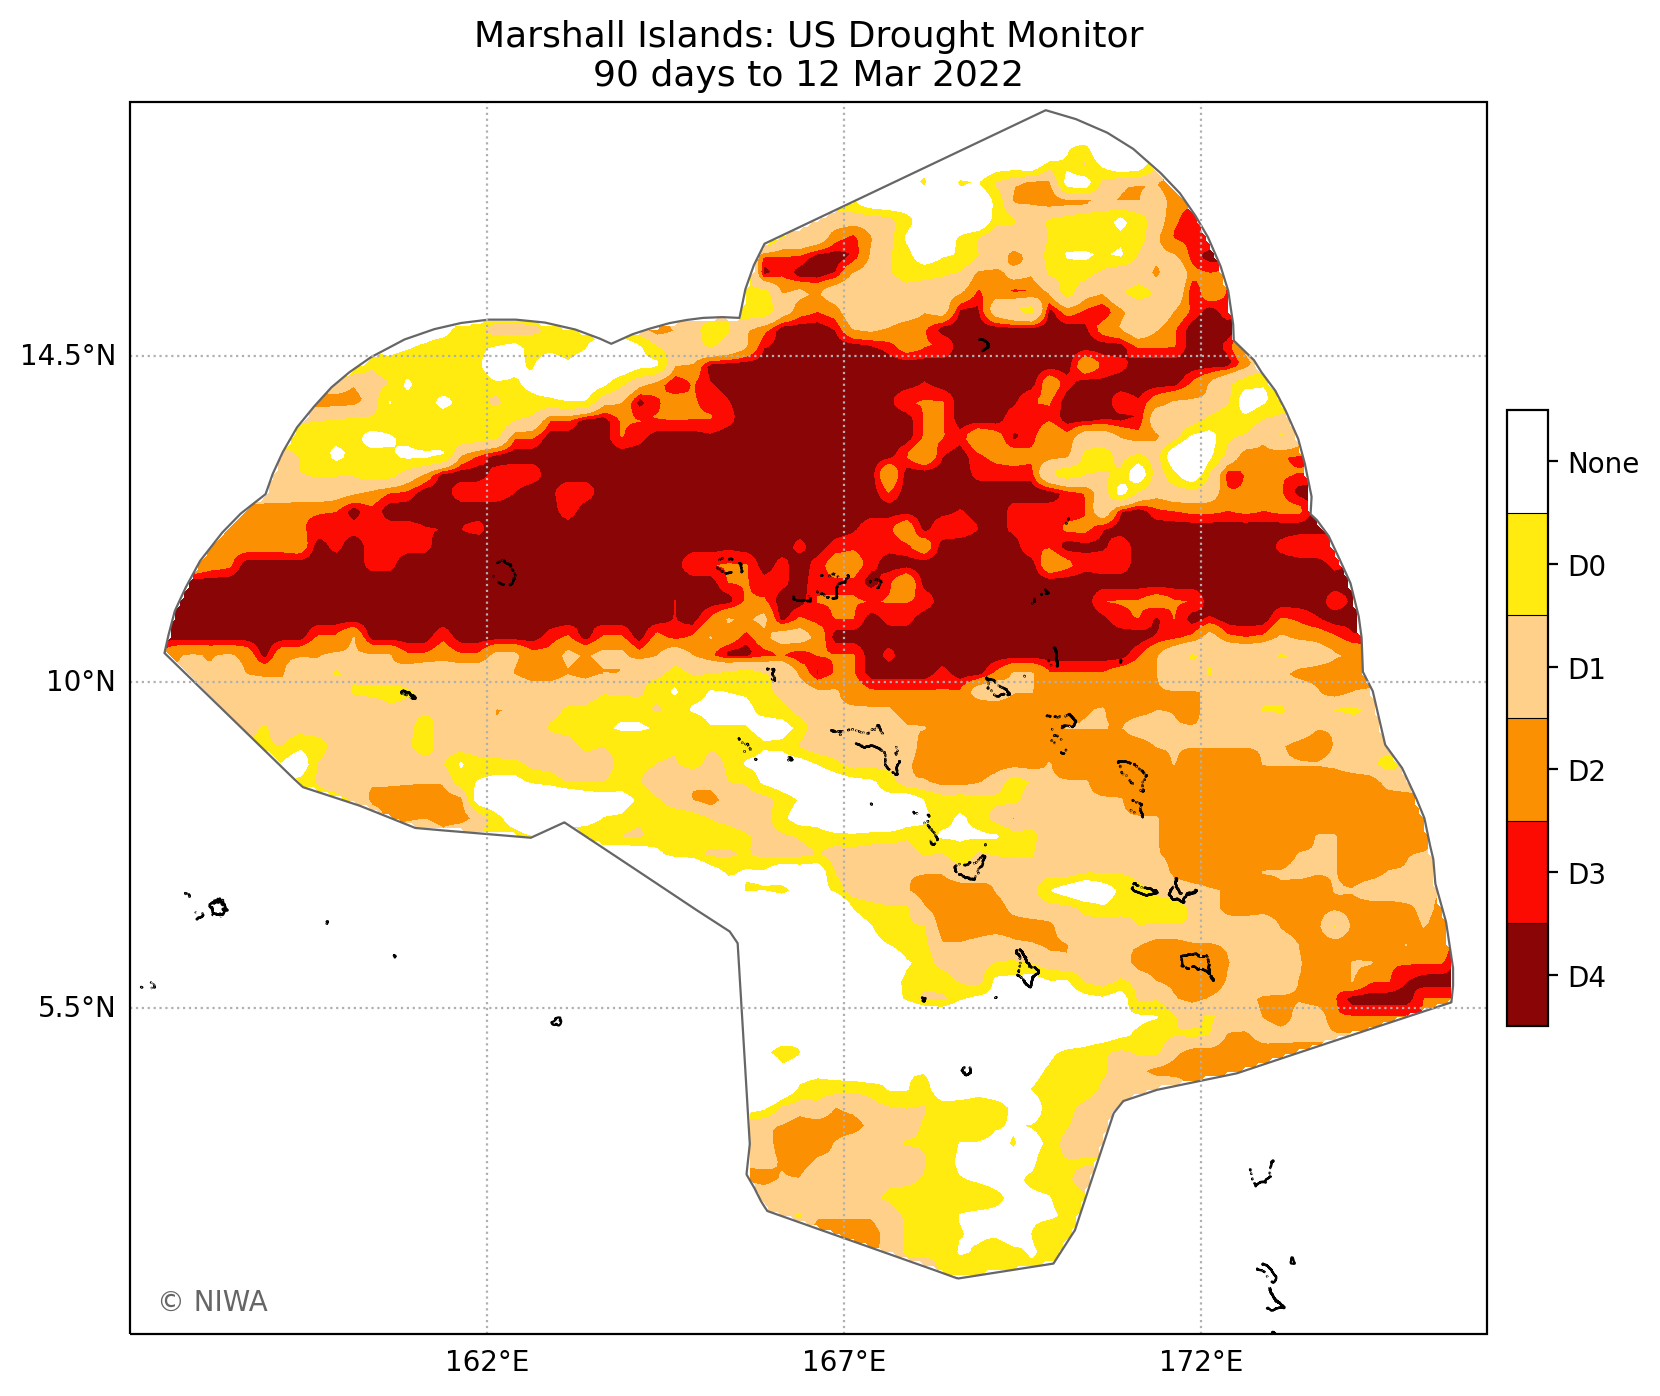 Marshall Islands: US Drought Monitor
90 days to 12 Mar 2022
14.5°N
10°N
5.5°N
162°E
167°E
172°E
None
D0
D1
D2
D3
D4
© NIWA